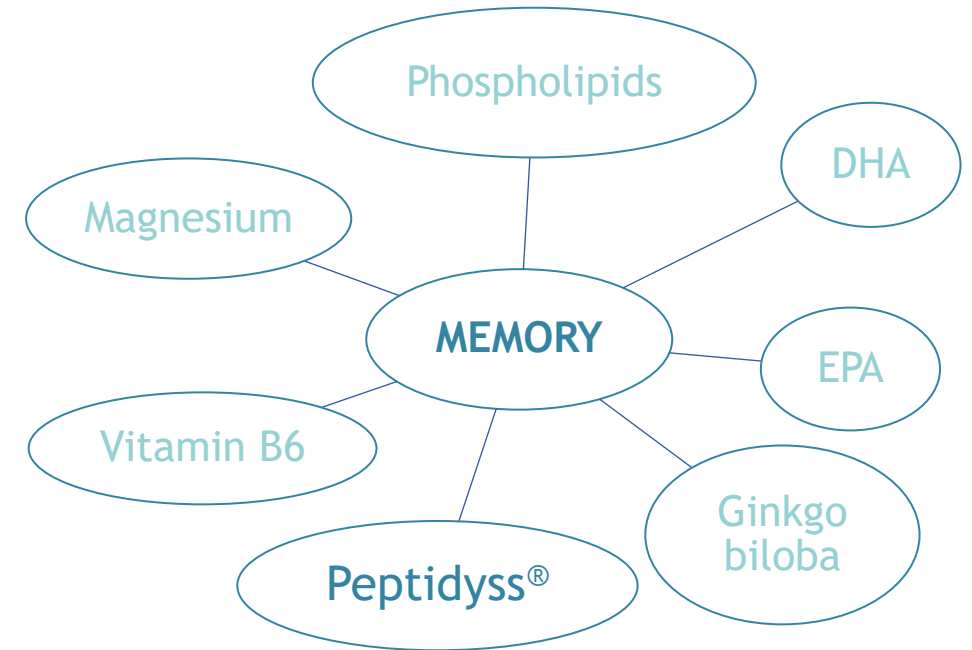 Phospholipids
DHA
Magnesium
MEMORY
EPA
Vitamin B6
Ginkgo
biloba
Peptidyss®